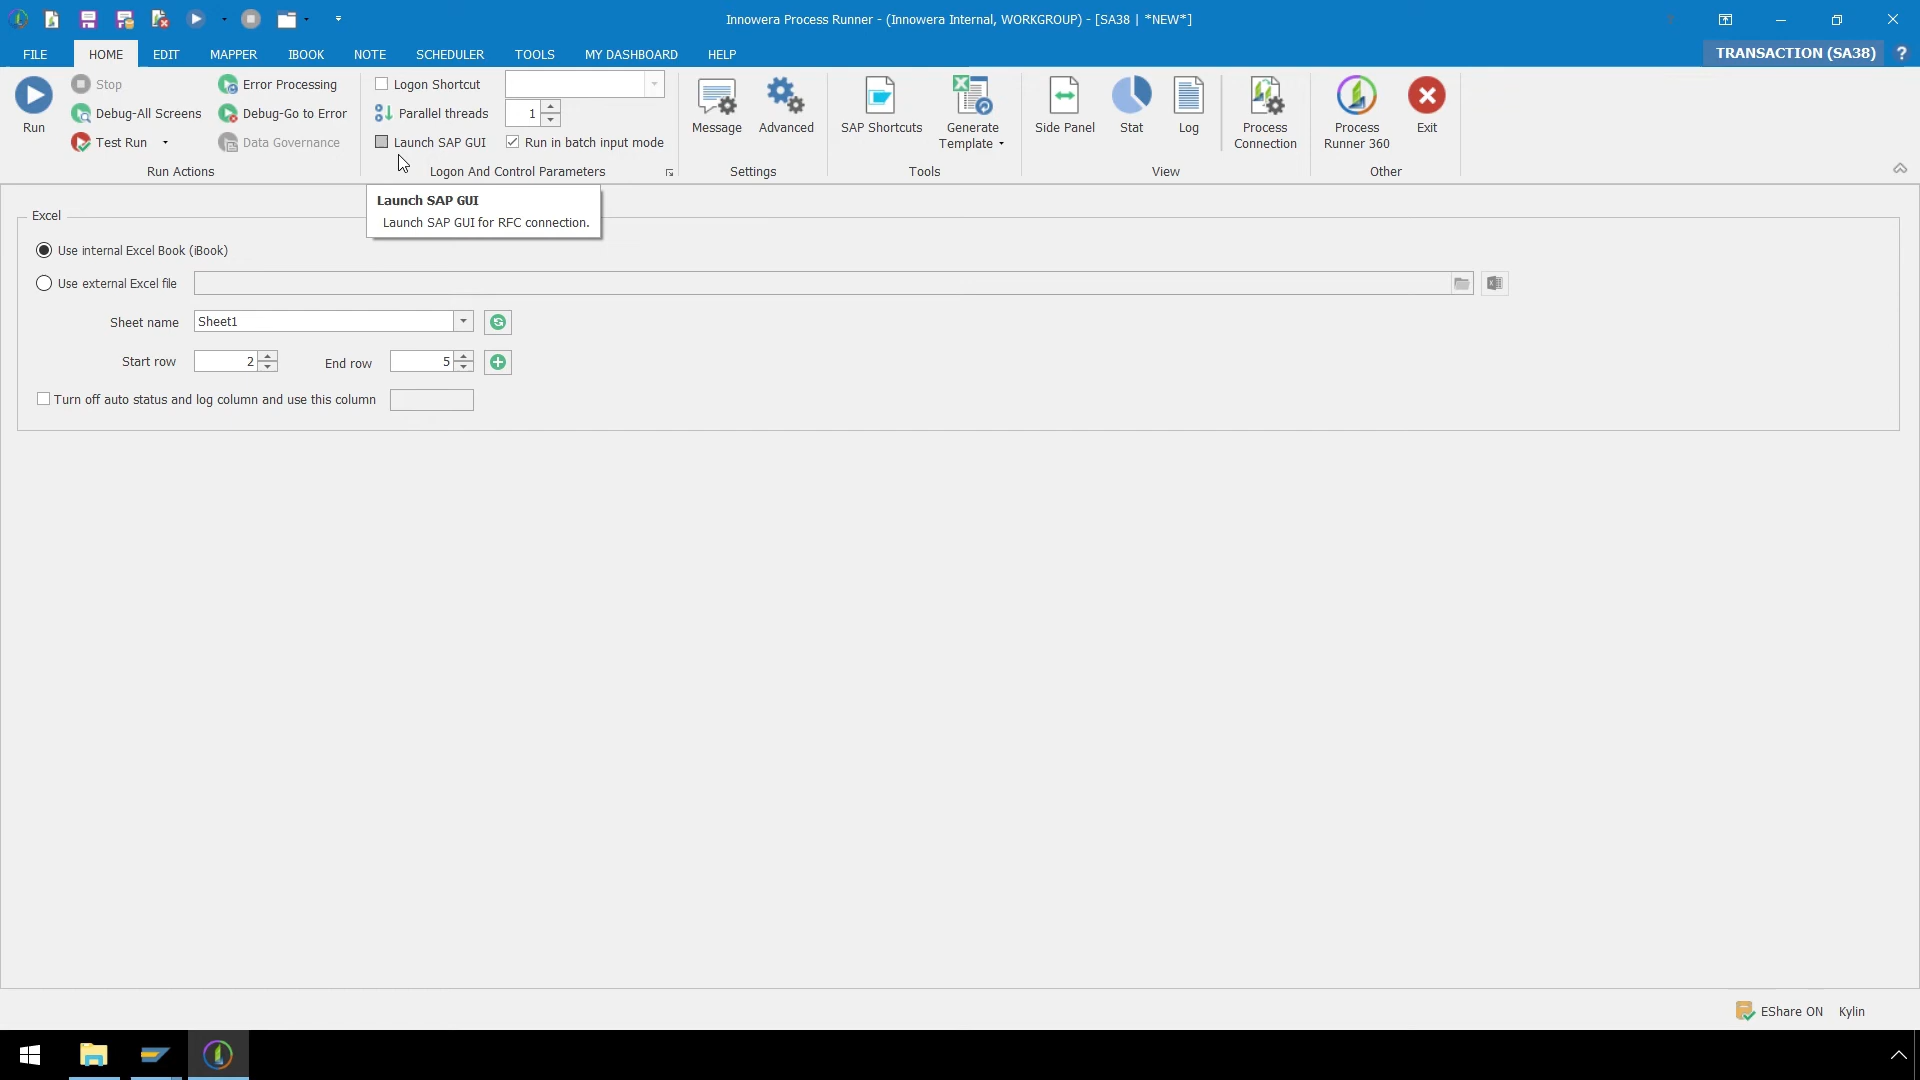 Innowera Process Runner - (Innowera Internal, WORKGROUP) - [SA38 | *NEW*]
FILE HOME EDIT MAPPER IBOOK NOTE SCHEDULER TOOLS MY DASHBOARD HELP TRANSACTION (SA38) ?
Run
Stop
Debug-All Screens
Test Run
Error Processing
Debug-Go to Error
Data Governance
Run Actions
Logon Shortcut
Parallel threads 1
Launch SAP GUI Run in batch input mode
Logon And Control Parameters
Message
Advanced
Settings
SAP Shortcuts
Generate
Template
Tools
Side Panel
Stat
Log
Process
Connection
View
Process
Runner 360
Exit
Other
Launch SAP GUI
Launch SAP GUI for RFC connection.
Excel
Use internal Excel Book (iBook)
Use external Excel file
Sheet name Sheet1
Start row 2 End row 5
Turn off auto status and log column and use this column
EShare ON Kylin